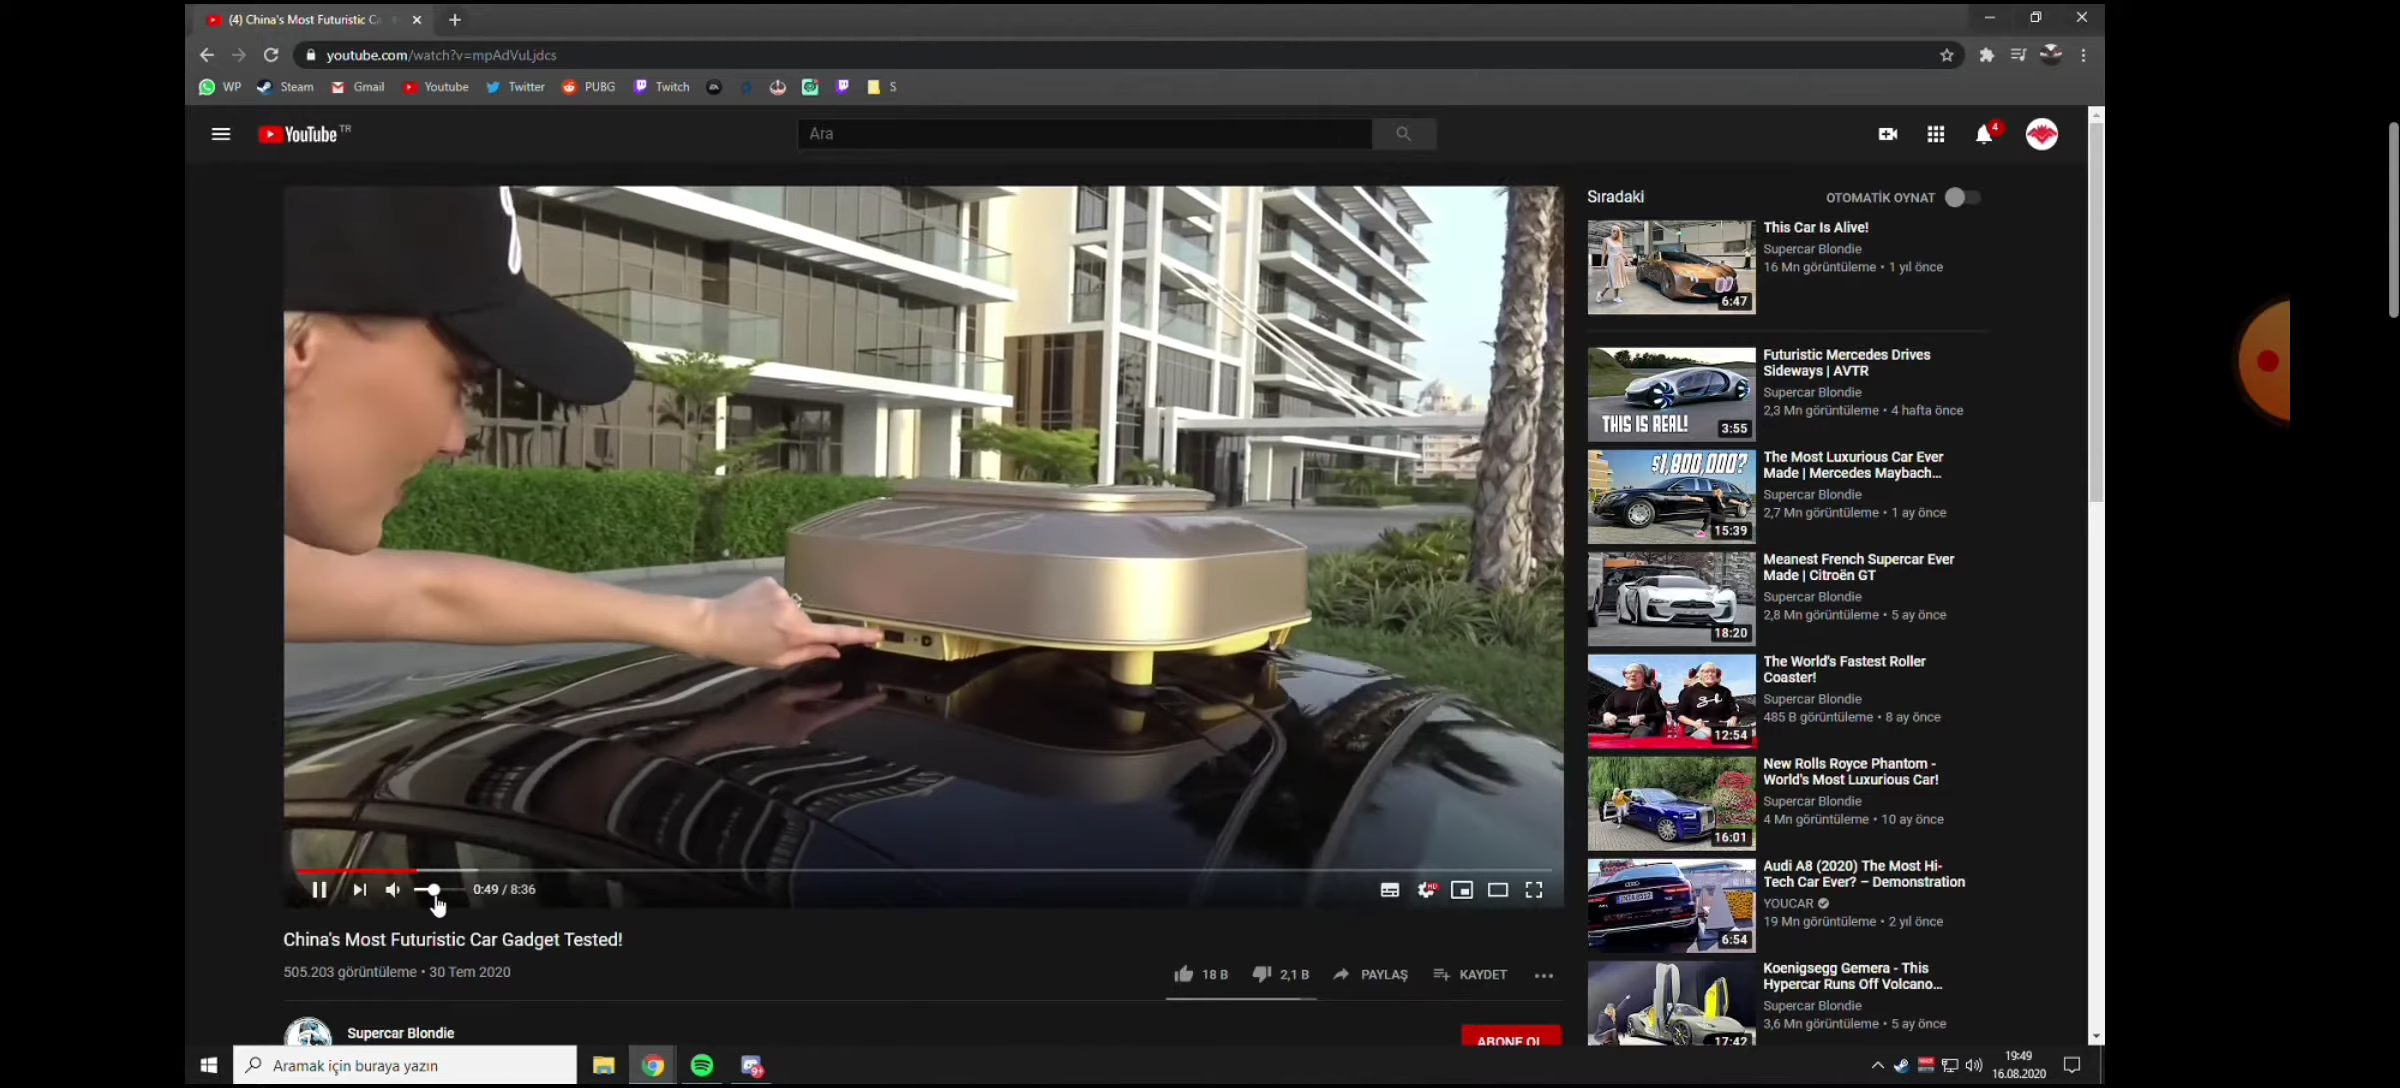 (4) China's Most Futuristic Ca
youtube.com/watch?v=mpAdVuLjdcs
WP Steam Gmail Youtube Twitter PUBG Twitch S
YouTube TR
Ara
4
Sıradaki
OTOMATİK OYNAT
This Car Is Alive!
Supercar Blondie
16 Mn görüntüleme • 1 yıl önce
6:47
Futuristic Mercedes Drives
Sideways | AVTR
Supercar Blondie
2,3 Mn görüntüleme • 4 hafta önce
THIS IS REAL!
3:55
The Most Luxurious Car Ever
Made | Mercedes Maybach...
Supercar Blondie
2,7 Mn görüntüleme • 1 ay önce
$1,800,000?
15:39
Meanest French Supercar Ever
Made | Citroën GT
Supercar Blondie
2,8 Mn görüntüleme • 5 ay önce
18:20
The World's Fastest Roller
Coaster!
Supercar Blondie
485 B görüntüleme • 8 ay önce
12:54
New Rolls Royce Phantom -
World's Most Luxurious Car!
Supercar Blondie
4 Mn görüntüleme • 10 ay önce
16:01
Audi A8 (2020) The Most Hi-
Tech Car Ever? – Demonstration
YOUCAR
19 Mn görüntüleme • 2 yıl önce
6:54
Koenigsegg Gemera - This
Hypercar Runs Off Volcano...
Supercar Blondie
3,6 Mn görüntüleme • 5 ay önce
17:42
0:49 / 8:36
HD
China's Most Futuristic Car Gadget Tested!
505.203 görüntüleme • 30 Tem 2020
18 B 2,1 B PAYLAŞ KAYDET
Supercar Blondie
ABONE OL
Aramak için buraya yazın
9+
19:49
16.08.2020